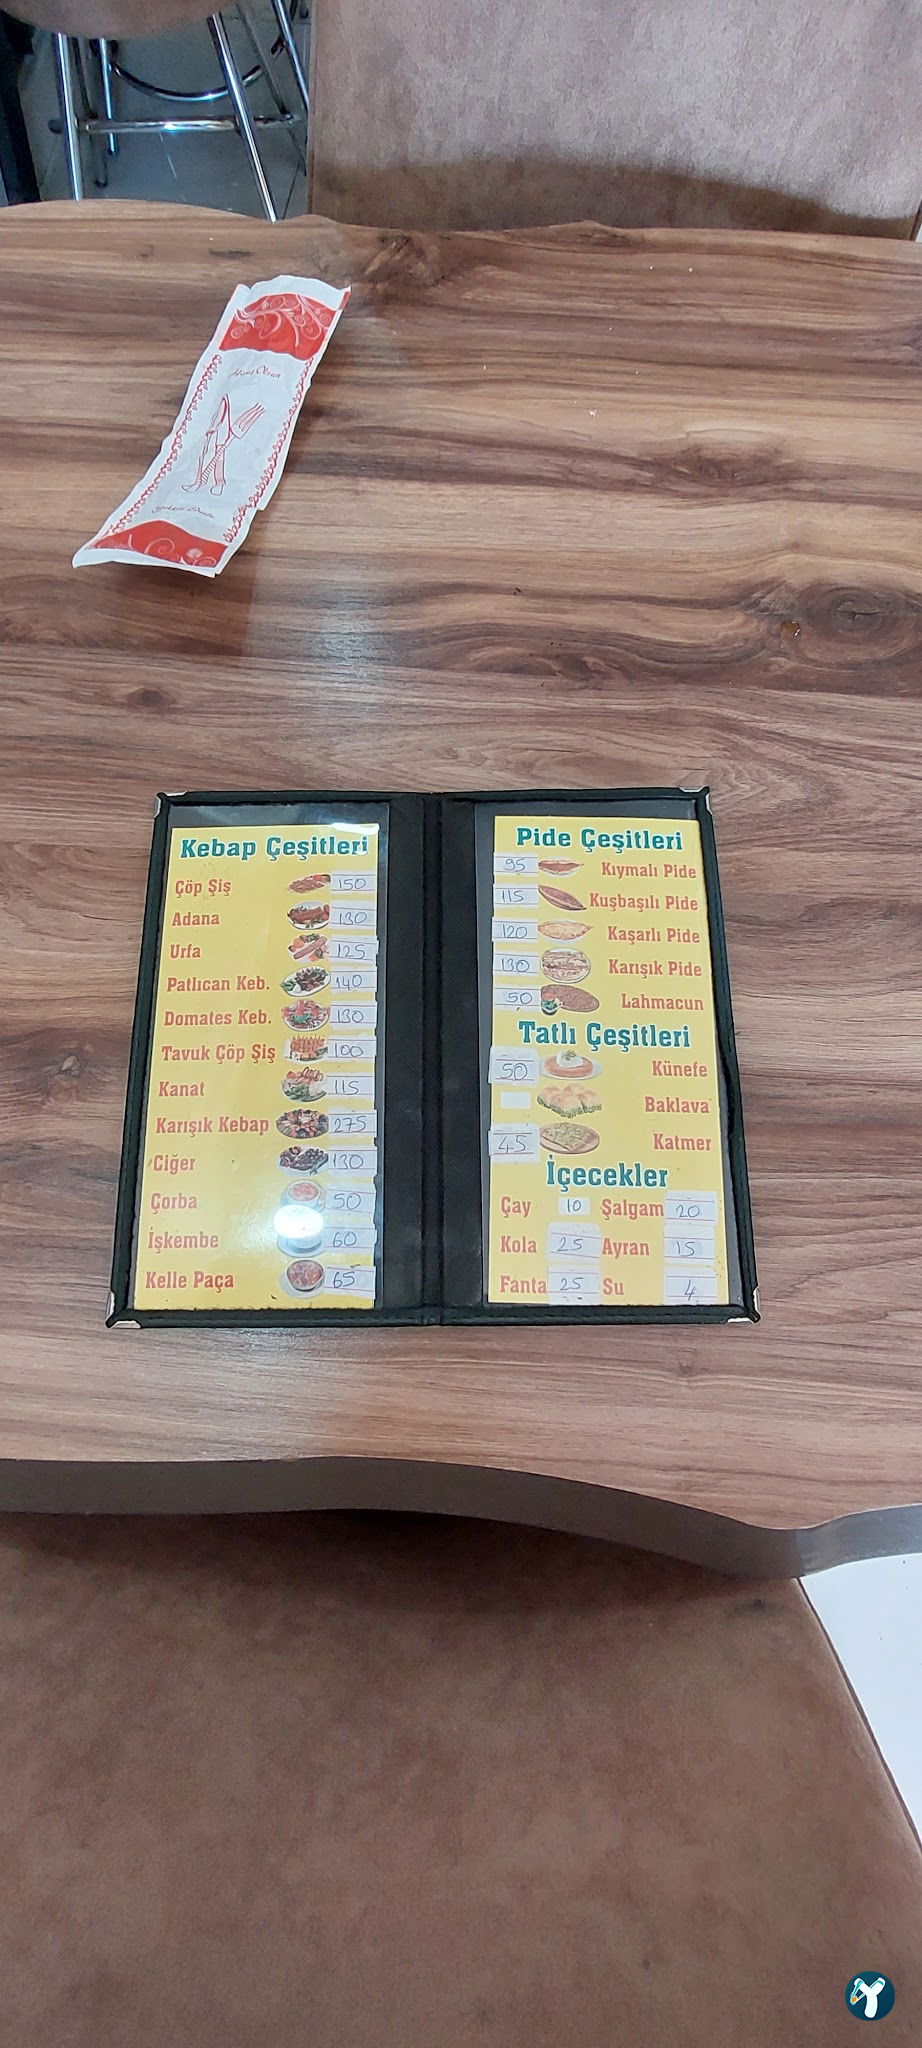 Afiyet Olsun
Kebap Çeşitleri
Çöp Şiş 150
Adana 130
Urfa 125
Patlıcan Keb. 140
Domates Keb. 130
Tavuk Çöp Şiş 100
Kanat 115
Karışık Kebap 275
Ciğer 130
Çorba 50
İşkembe 60
Kelle Paça 65
Pide Çeşitleri
95 Kıymalı Pide
115 Kuşbaşılı Pide
120 Kaşarlı Pide
130 Karışık Pide
50 Lahmacun
Tatlı Çeşitleri
50 Künefe
Baklava
45 Katmer
İçecekler
Çay 10 Şalgam 20
Kola 25 Ayran 15
Fanta 25 Su 4